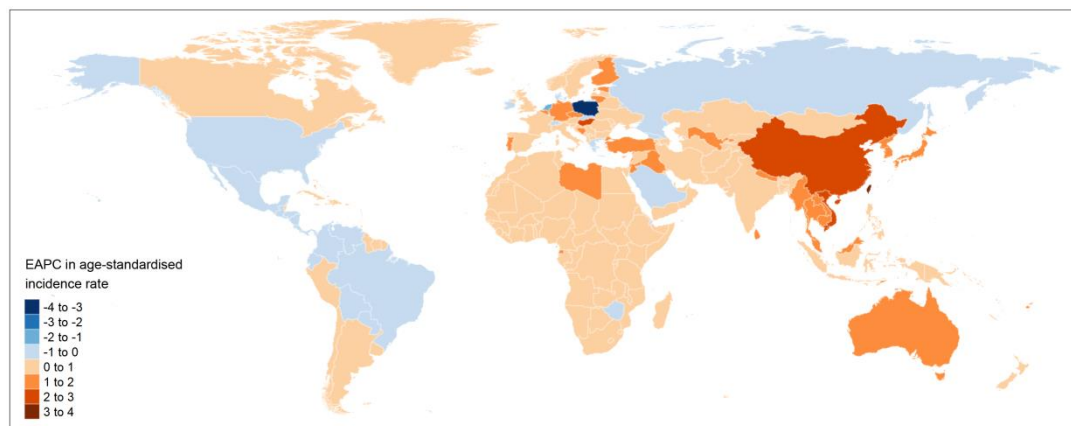 EAPC in age-standardised
incidence rate
-4 to -3
-3 to -2
-2 to -1
-1 to 0
0 to 1
1 to 2
2 to 3
3 to 4